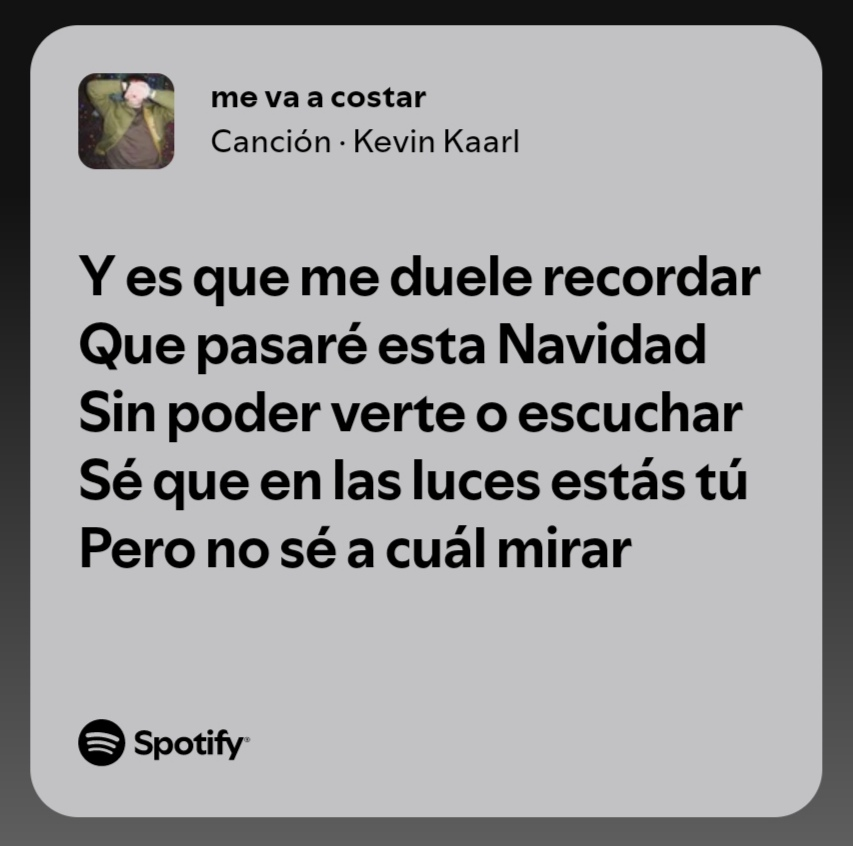 me va a costar
Canción · Kevin Kaarl
Y es que me duele recordar
Que pasaré esta Navidad
Sin poder verte o escuchar
Sé que en las luces estás tú
Pero no sé a cuál mirar
Spotify®